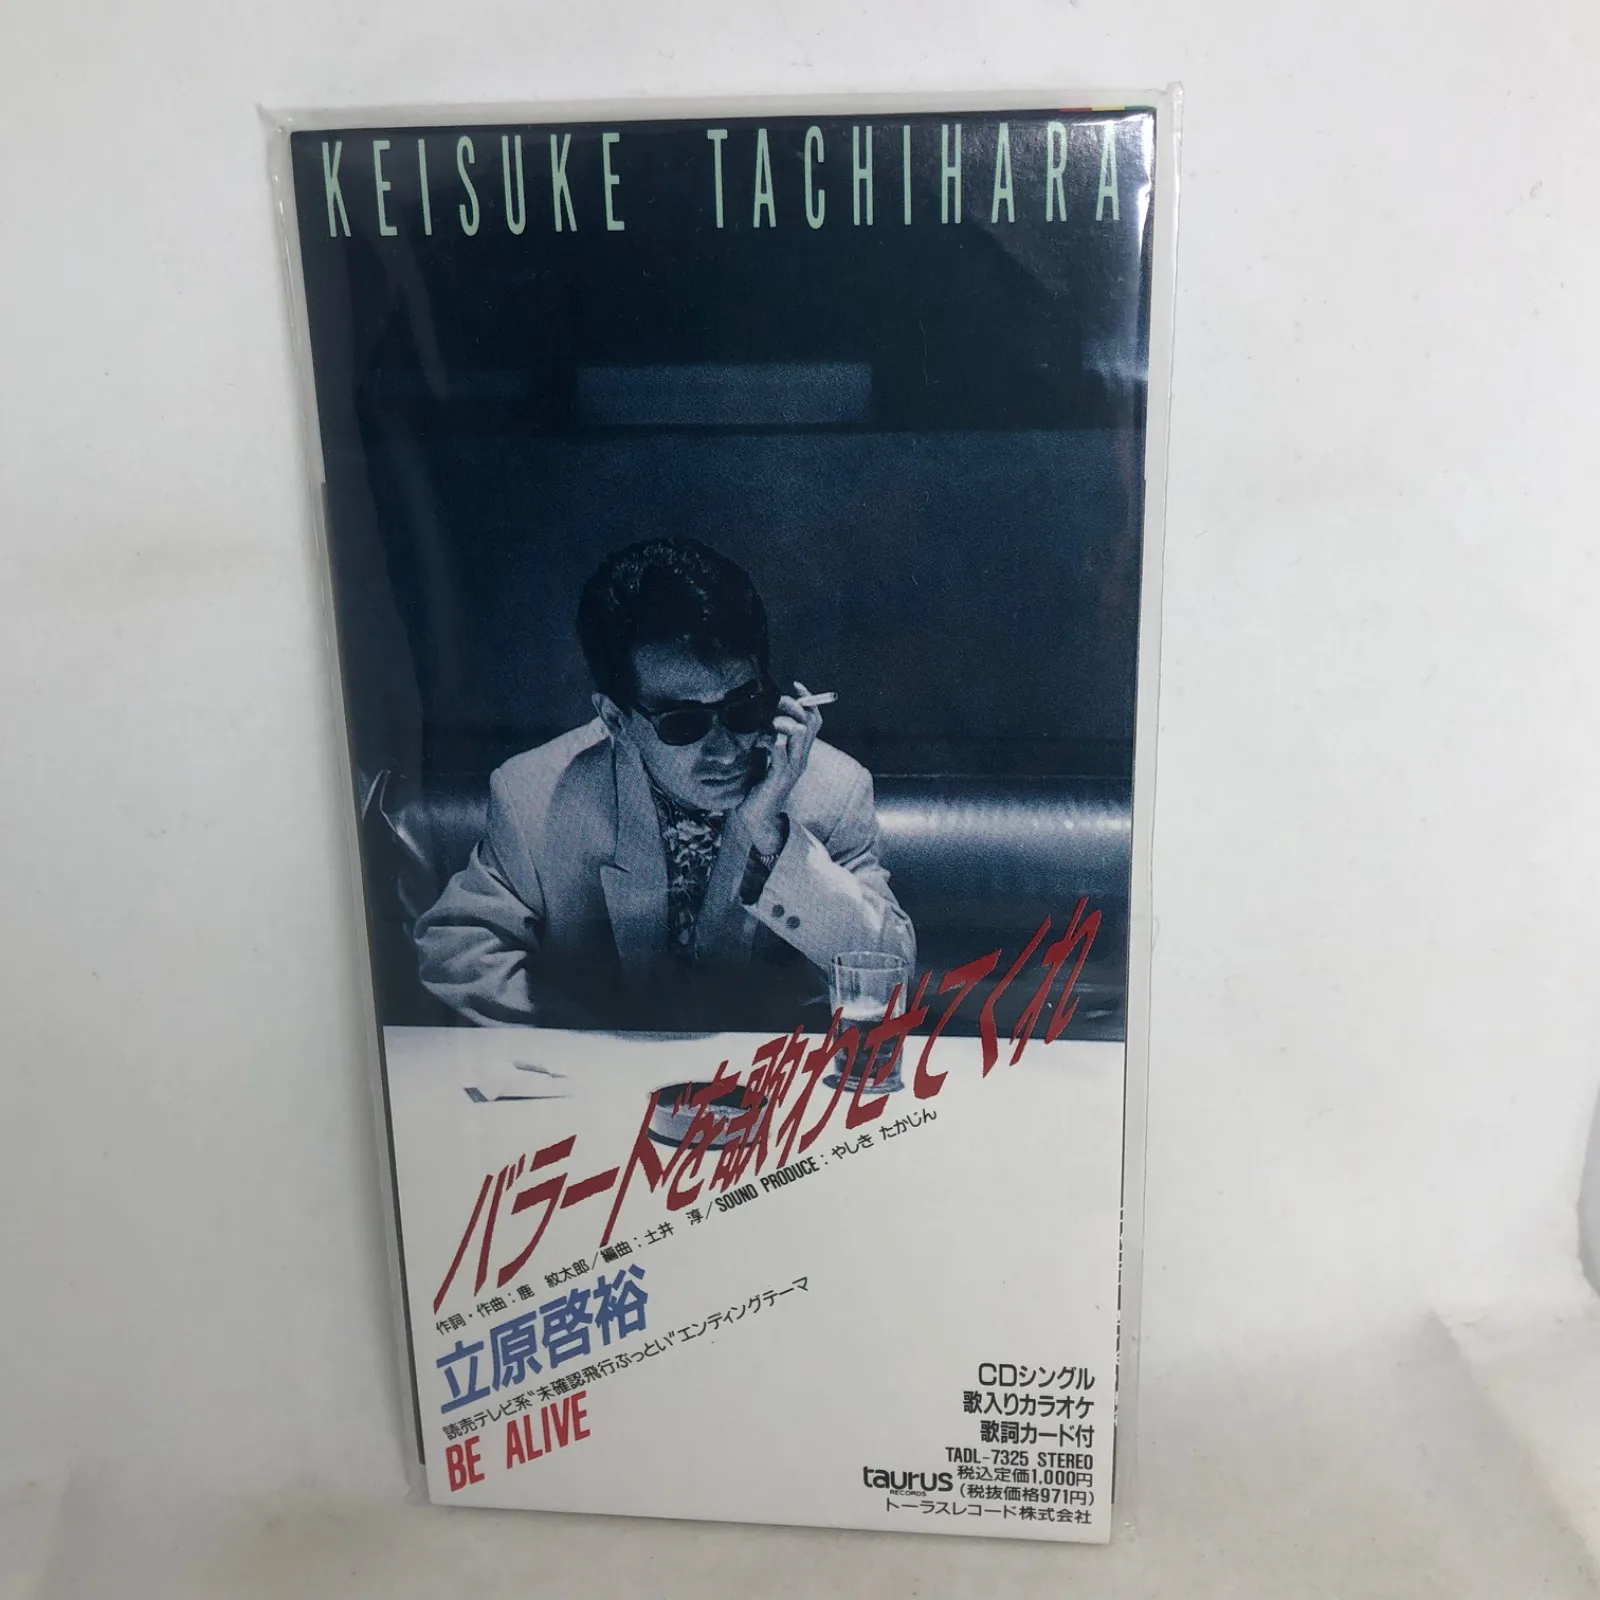 KEISUKE TACHIHARA
バラードを歌わせてくれ
作詞・作曲：鹿 紋太郎／編曲：土井 淳／SOUND PRODUCE：やしき たかじん
立原啓裕
読売テレビ系“未確認飛行ぶっとい”エンディングテーマ
BE ALIVE
CDシングル
歌入りカラオケ
歌詞カード付
TADL-7325 STEREO
taurus RECORDS
税込定価1,000円
(税抜価格971円)
トーラスレコード株式会社